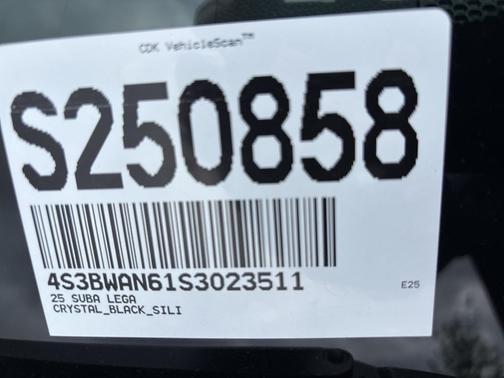 CDK VehicleScan™
S250858
4S3BWAN61S3023511
25 SUBA LEGA
E25
CRYSTAL_BLACK_SILI